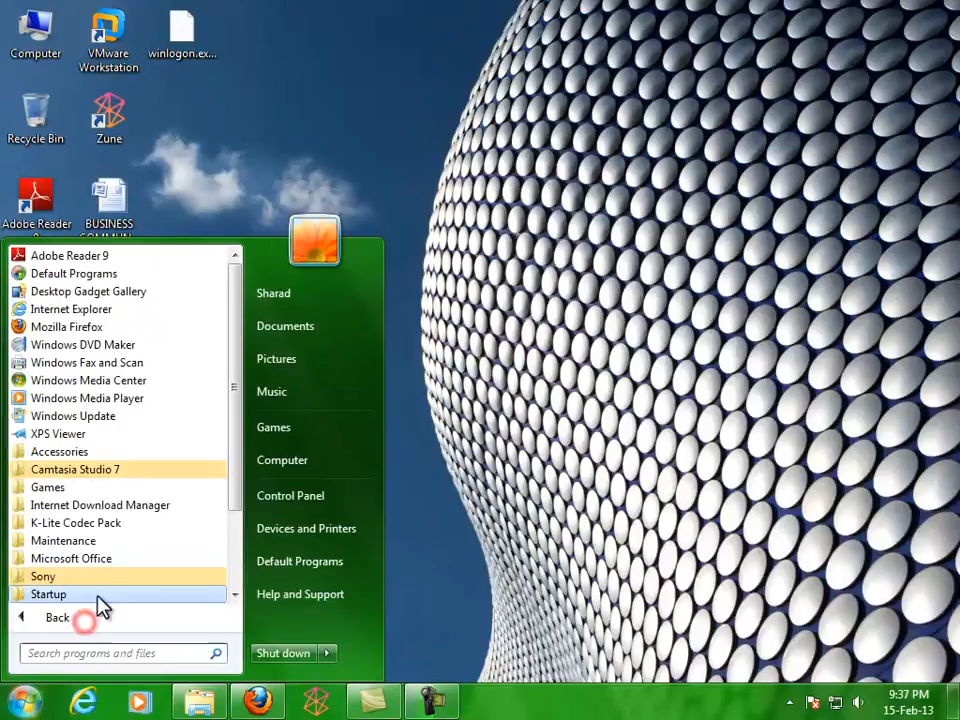 Computer
VMware
Workstation
winlogon.ex...
Recycle Bin
Zune
Adobe Reader
BUSINESS
Adobe Reader 9
Default Programs
Desktop Gadget Gallery
Internet Explorer
Mozilla Firefox
Windows DVD Maker
Windows Fax and Scan
Windows Media Center
Windows Media Player
Windows Update
XPS Viewer
Accessories
Camtasia Studio 7
Games
Internet Download Manager
K-Lite Codec Pack
Maintenance
Microsoft Office
Sony
Startup
Back
Search programs and files
Sharad
Documents
Pictures
Music
Games
Computer
Control Panel
Devices and Printers
Default Programs
Help and Support
Shut down
9:37 PM
15-Feb-13